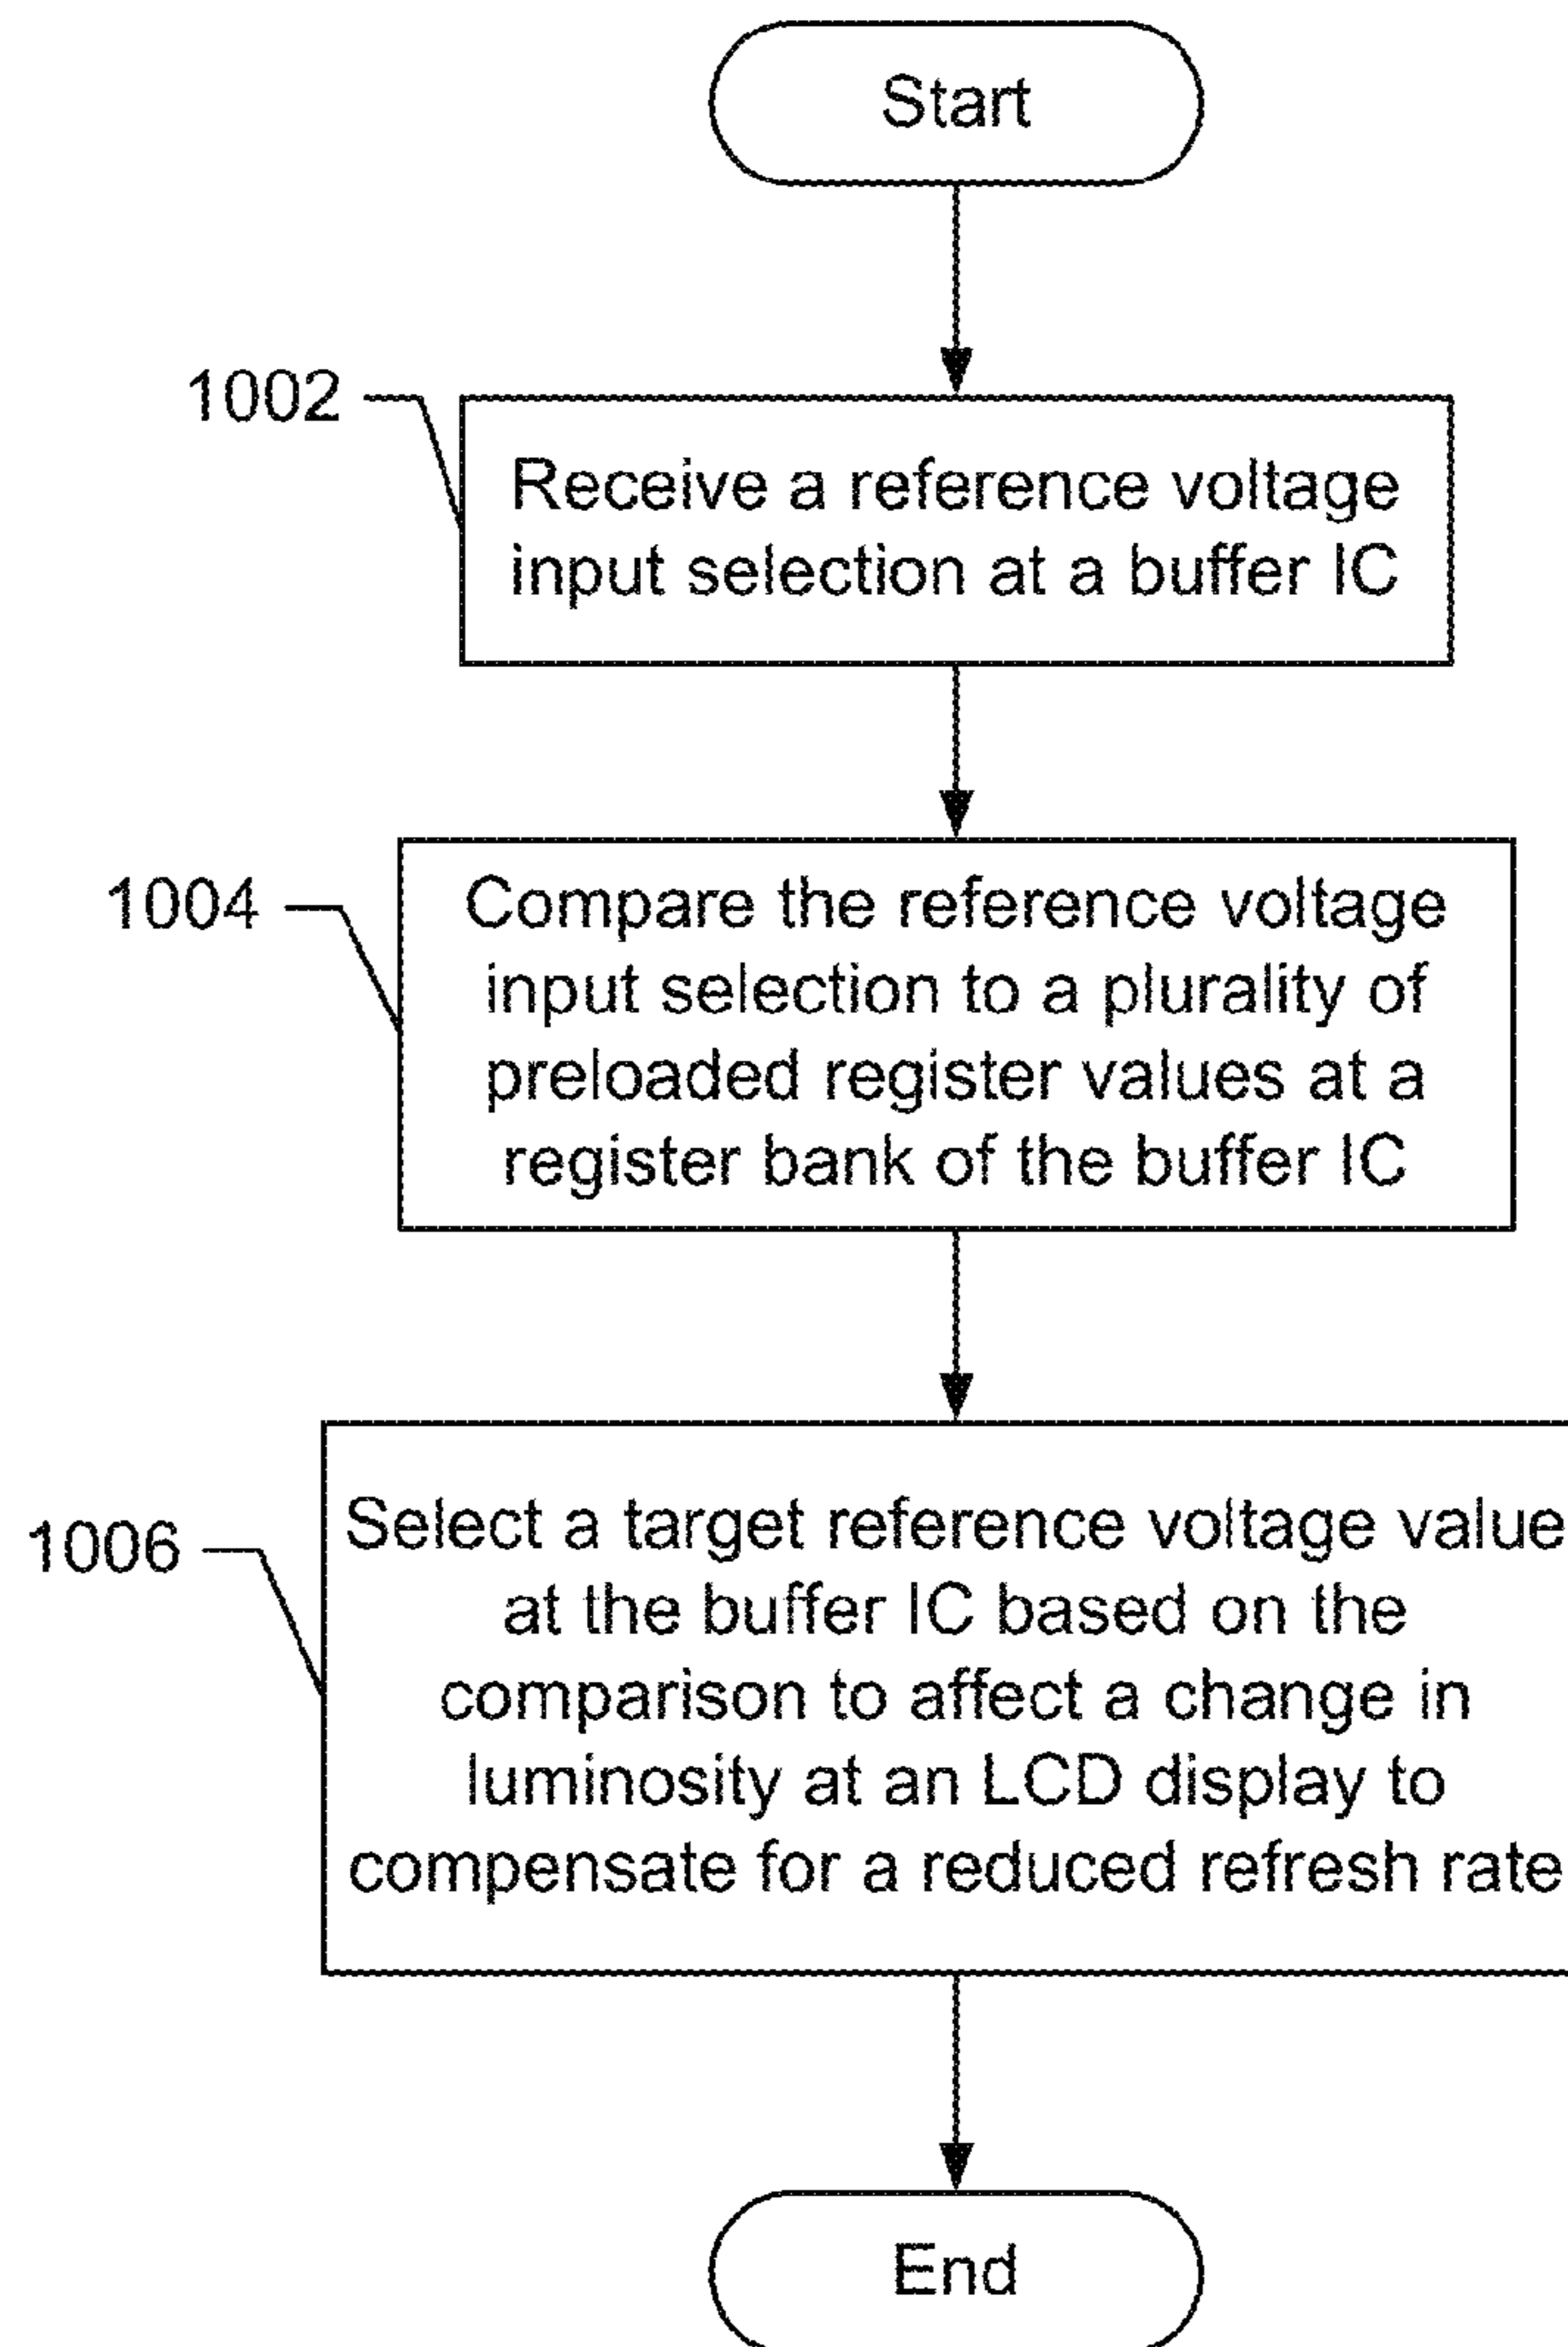 Start
1002
Receive a reference voltage
input selection at a buffer IC
1004
Compare the reference voltage
input selection to a plurality of
preloaded register values at a
register bank of the buffer IC
1006
Select a target reference voltage value
at the buffer IC based on the
comparison to affect a change in
luminosity at an LCD display to
compensate for a reduced refresh rate
End